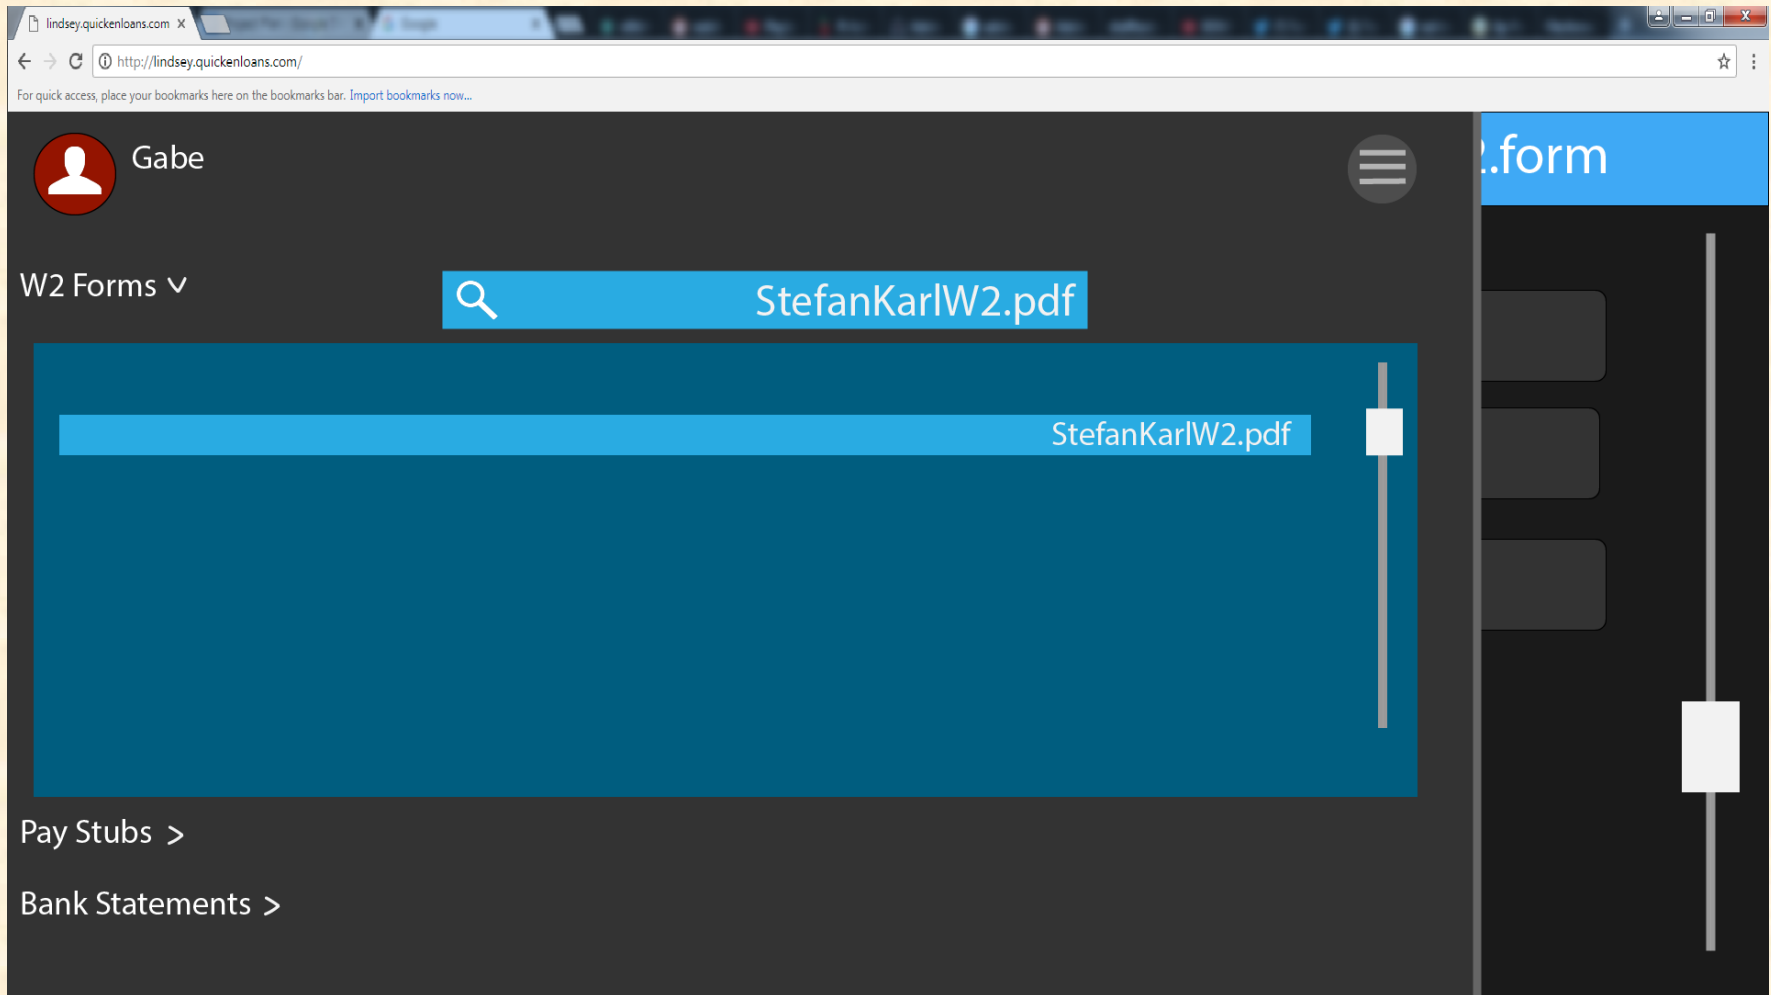 lindsey.quickenloans.com
http://lindsey.quickenloans.com/
For quick access, place your bookmarks here on the bookmarks bar. Import bookmarks now...
Gabe
.form
W2 Forms
StefanKarlW2.pdf
StefanKarlW2.pdf
Pay Stubs >
Bank Statements >